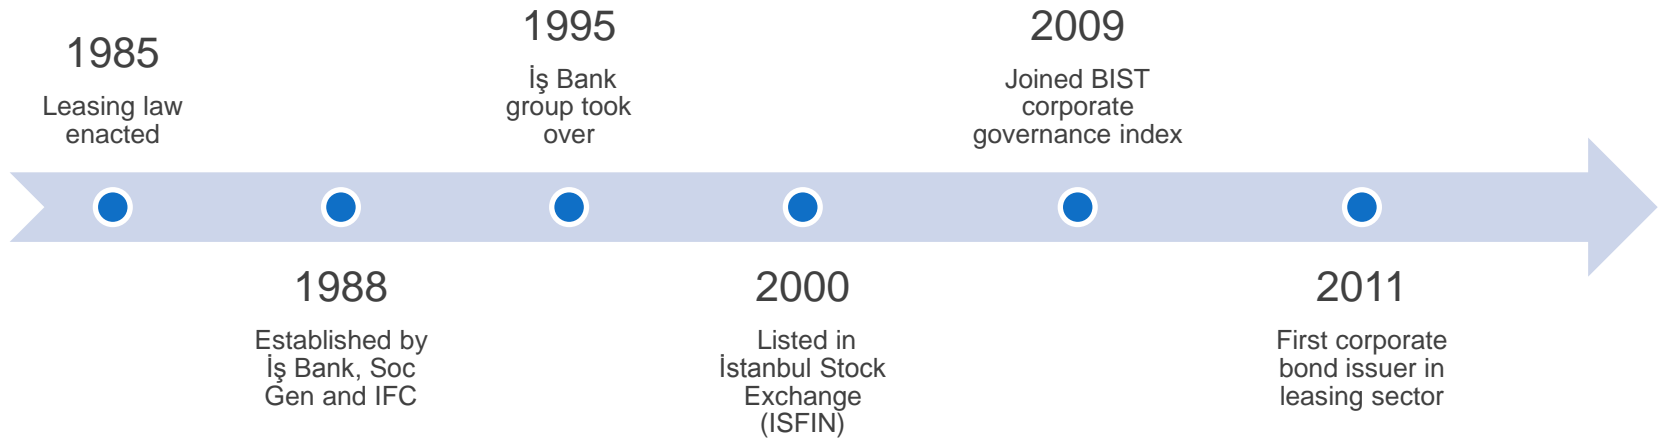 1985
Leasing law
enacted
1988
Established by
İş Bank, Soc
Gen and IFC
1995
İş Bank
group took
over
2000
Listed in
İstanbul Stock
Exchange
(ISFIN)
2009
Joined BIST
corporate
governance index
2011
First corporate
bond issuer in
leasing sector